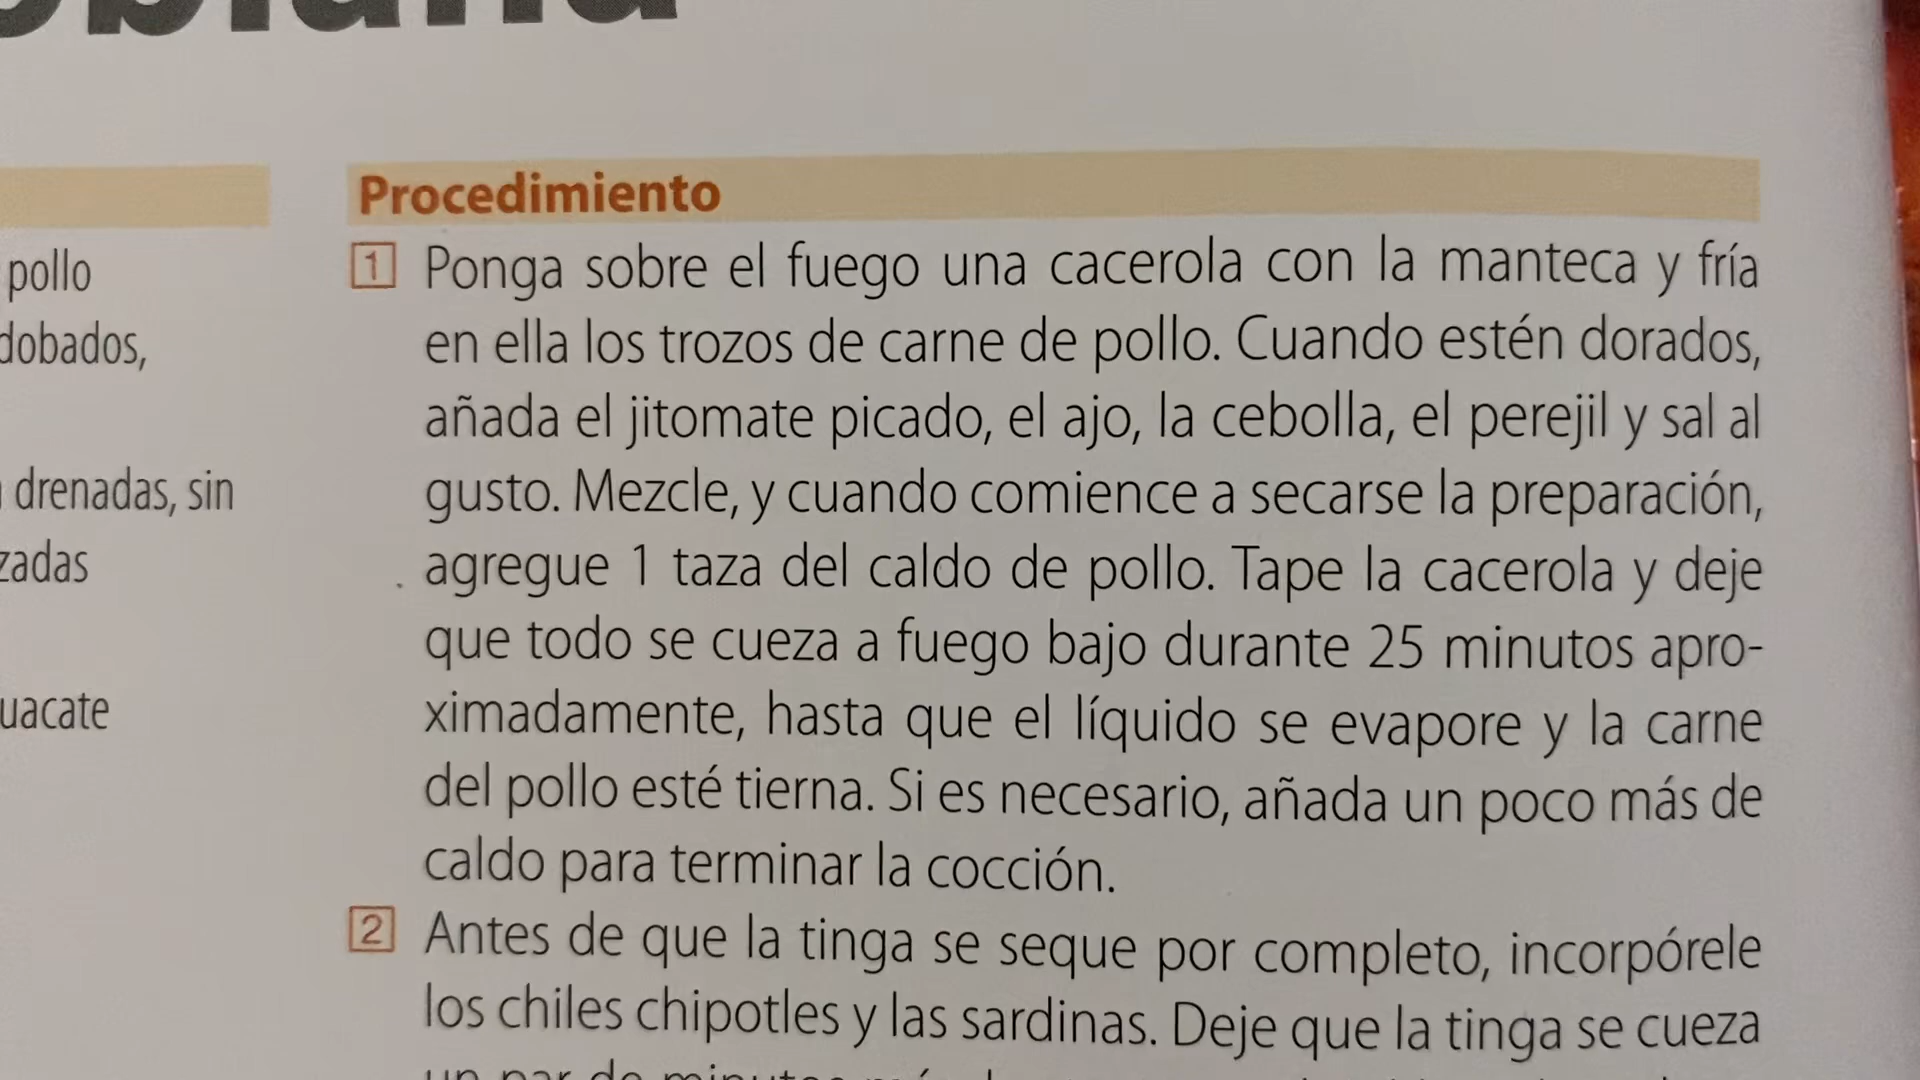 Procedimiento
pollo
dobados,
drenadas, sin
zadas
uacate
1 Ponga sobre el fuego una cacerola con la manteca y fría
en ella los trozos de carne de pollo. Cuando estén dorados,
añada el jitomate picado, el ajo, la cebolla, el perejil y sal al
gusto. Mezcle, y cuando comience a secarse la preparación,
agregue 1 taza del caldo de pollo. Tape la cacerola y deje
que todo se cueza a fuego bajo durante 25 minutos apro-
ximadamente, hasta que el líquido se evapore y la carne
del pollo esté tierna. Si es necesario, añada un poco más de
caldo para terminar la cocción.
2 Antes de que la tinga se seque por completo, incorpórele
los chiles chipotles y las sardinas. Deje que la tinga se cueza